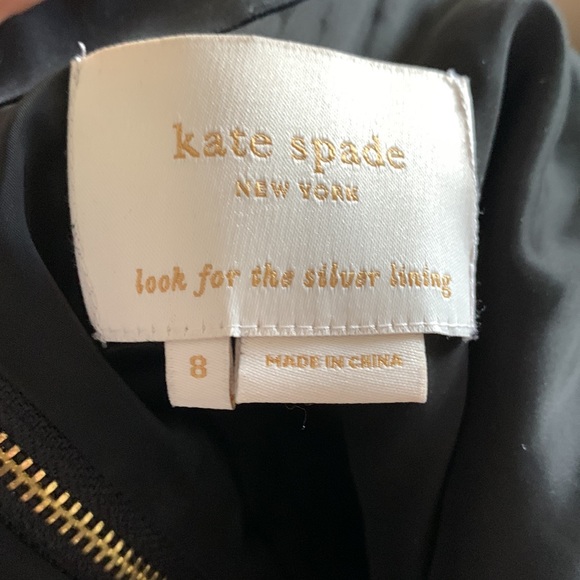 kate spade
NEW YORK
look for the silver lining
8
MADE IN CHINA